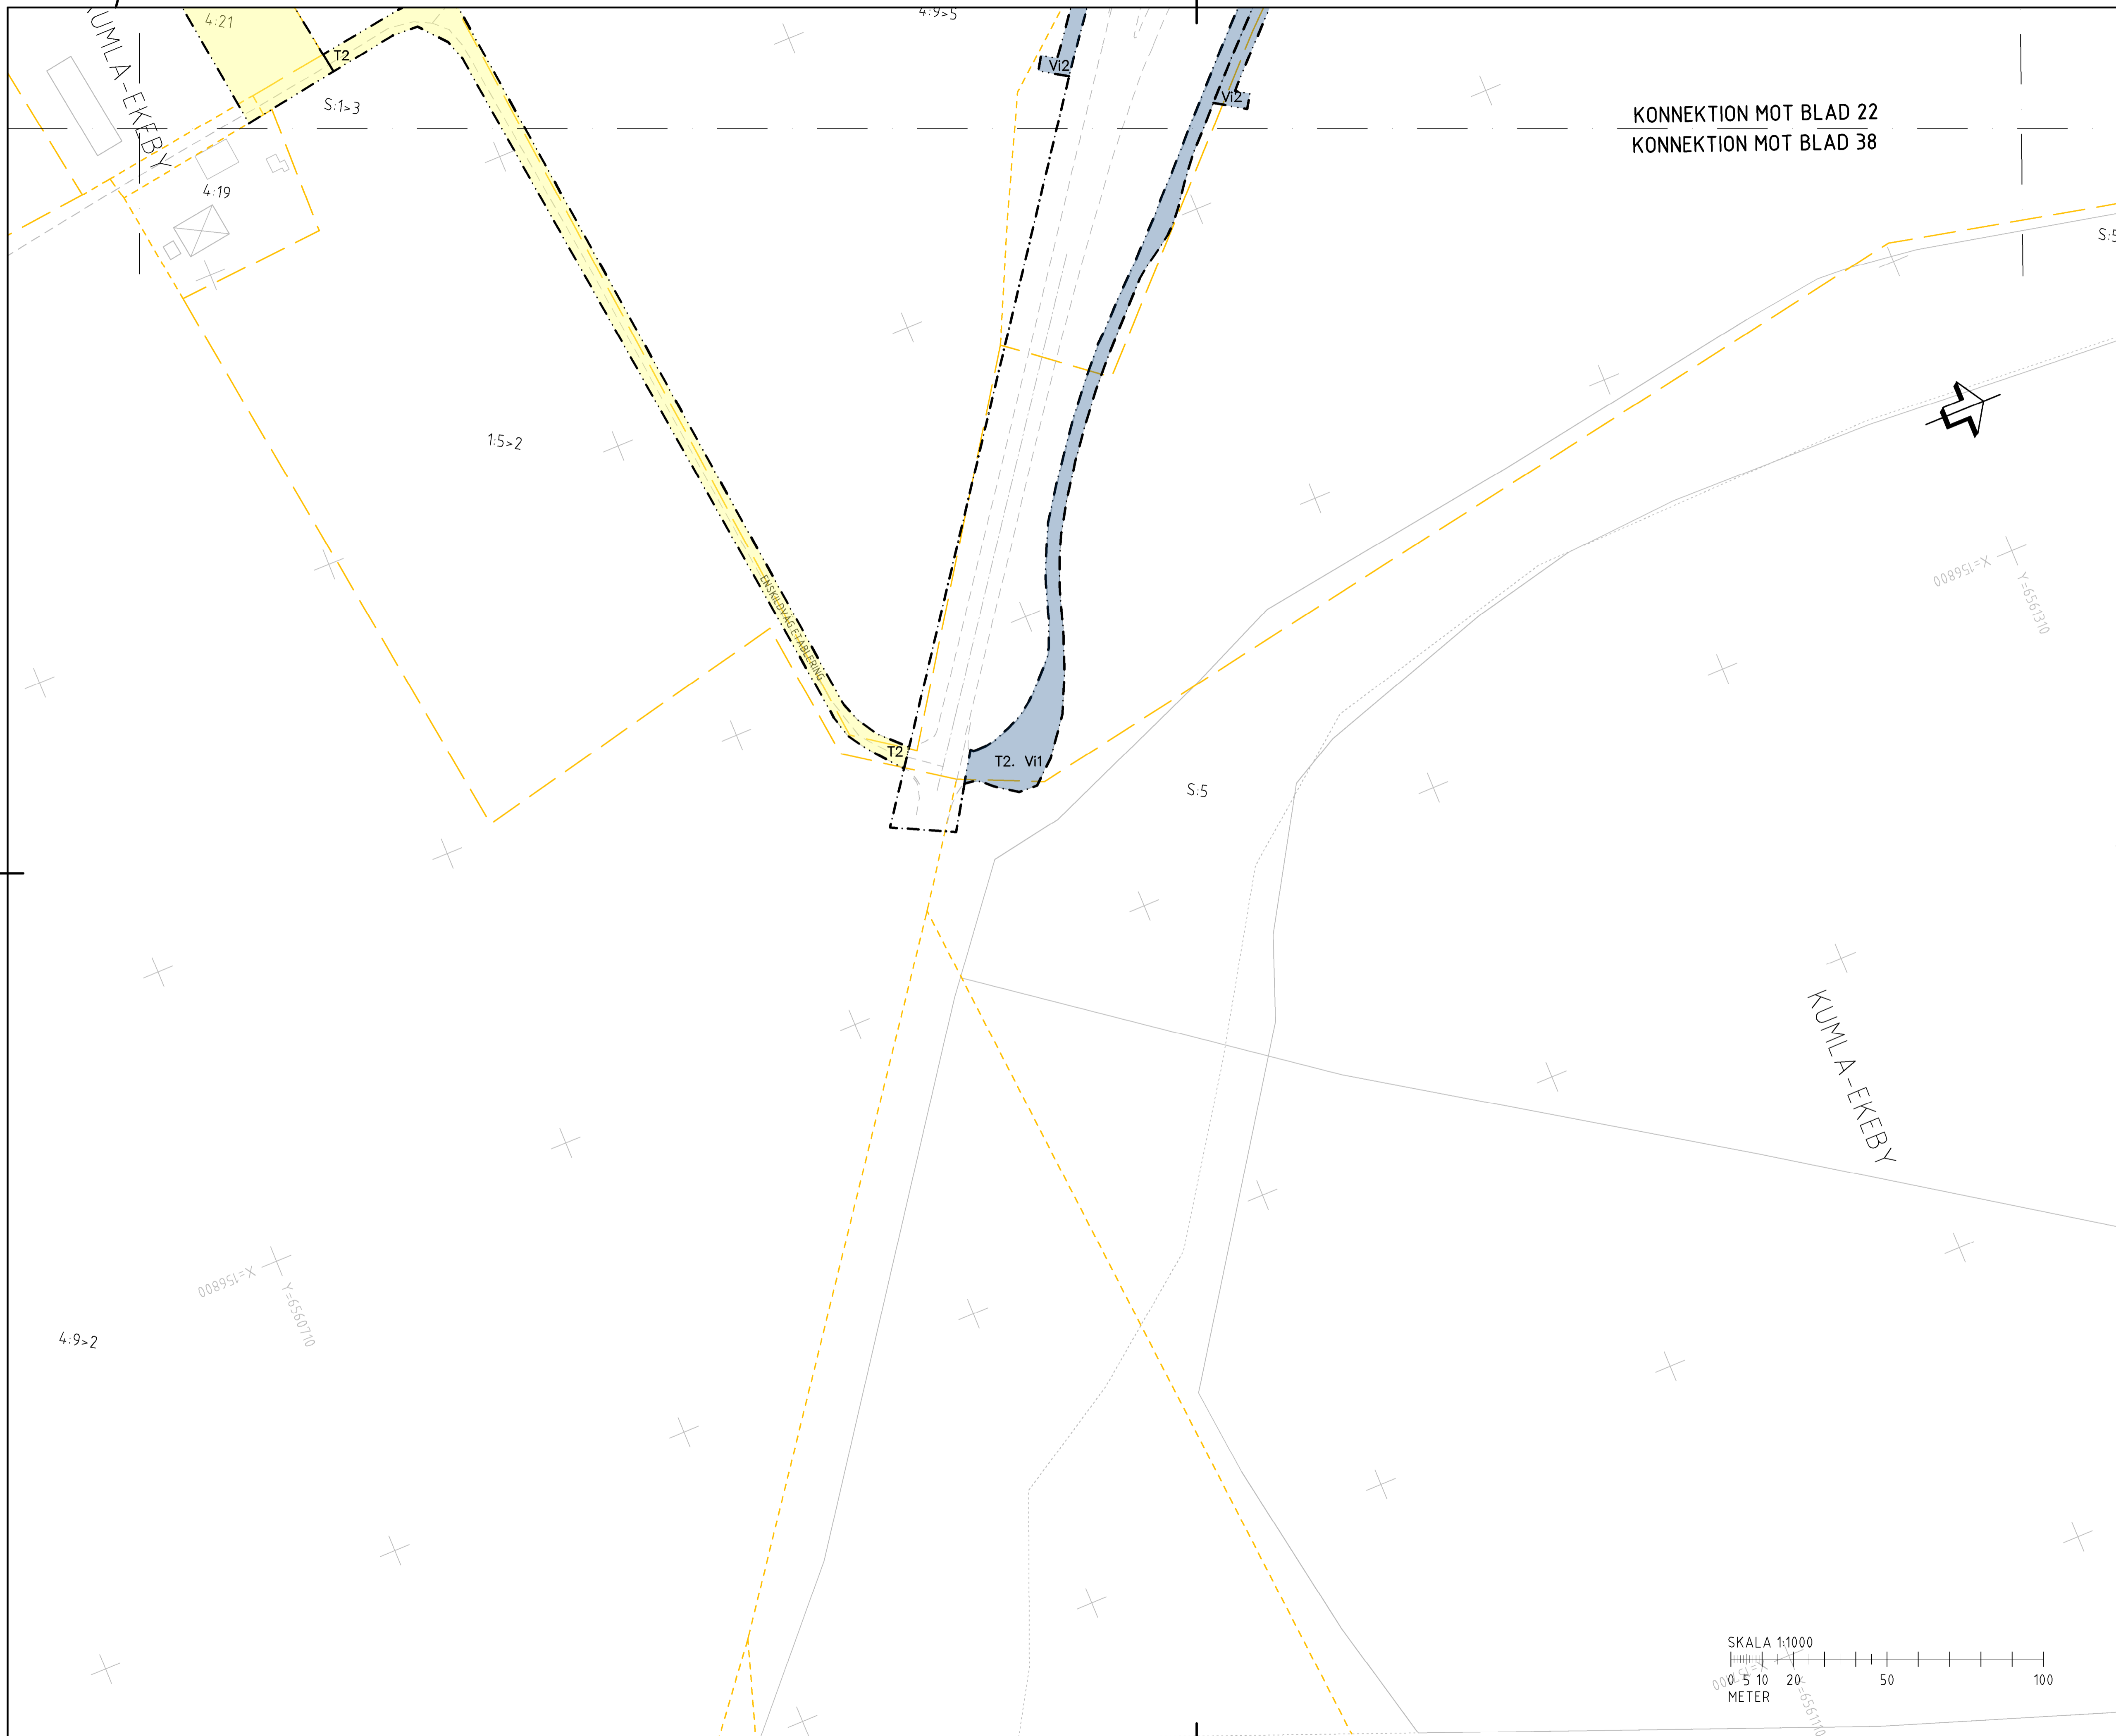 4:21
4:9>5
T2
Vi2
Vi2
S:1>3
KUMLA-EKEBY
KONNEKTION MOT BLAD 22
KONNEKTION MOT BLAD 38
4:19
S:5
1:5>2
X=156800
Y=6561310
ENSKILDVÄG ETABLERING
T2
T2. Vi1
S:5
KUMLA-EKEBY
X=156800
Y=6560710
4:9>2
SKALA 1:1000
0 5 10 20 50 100
METER
Y=6561110